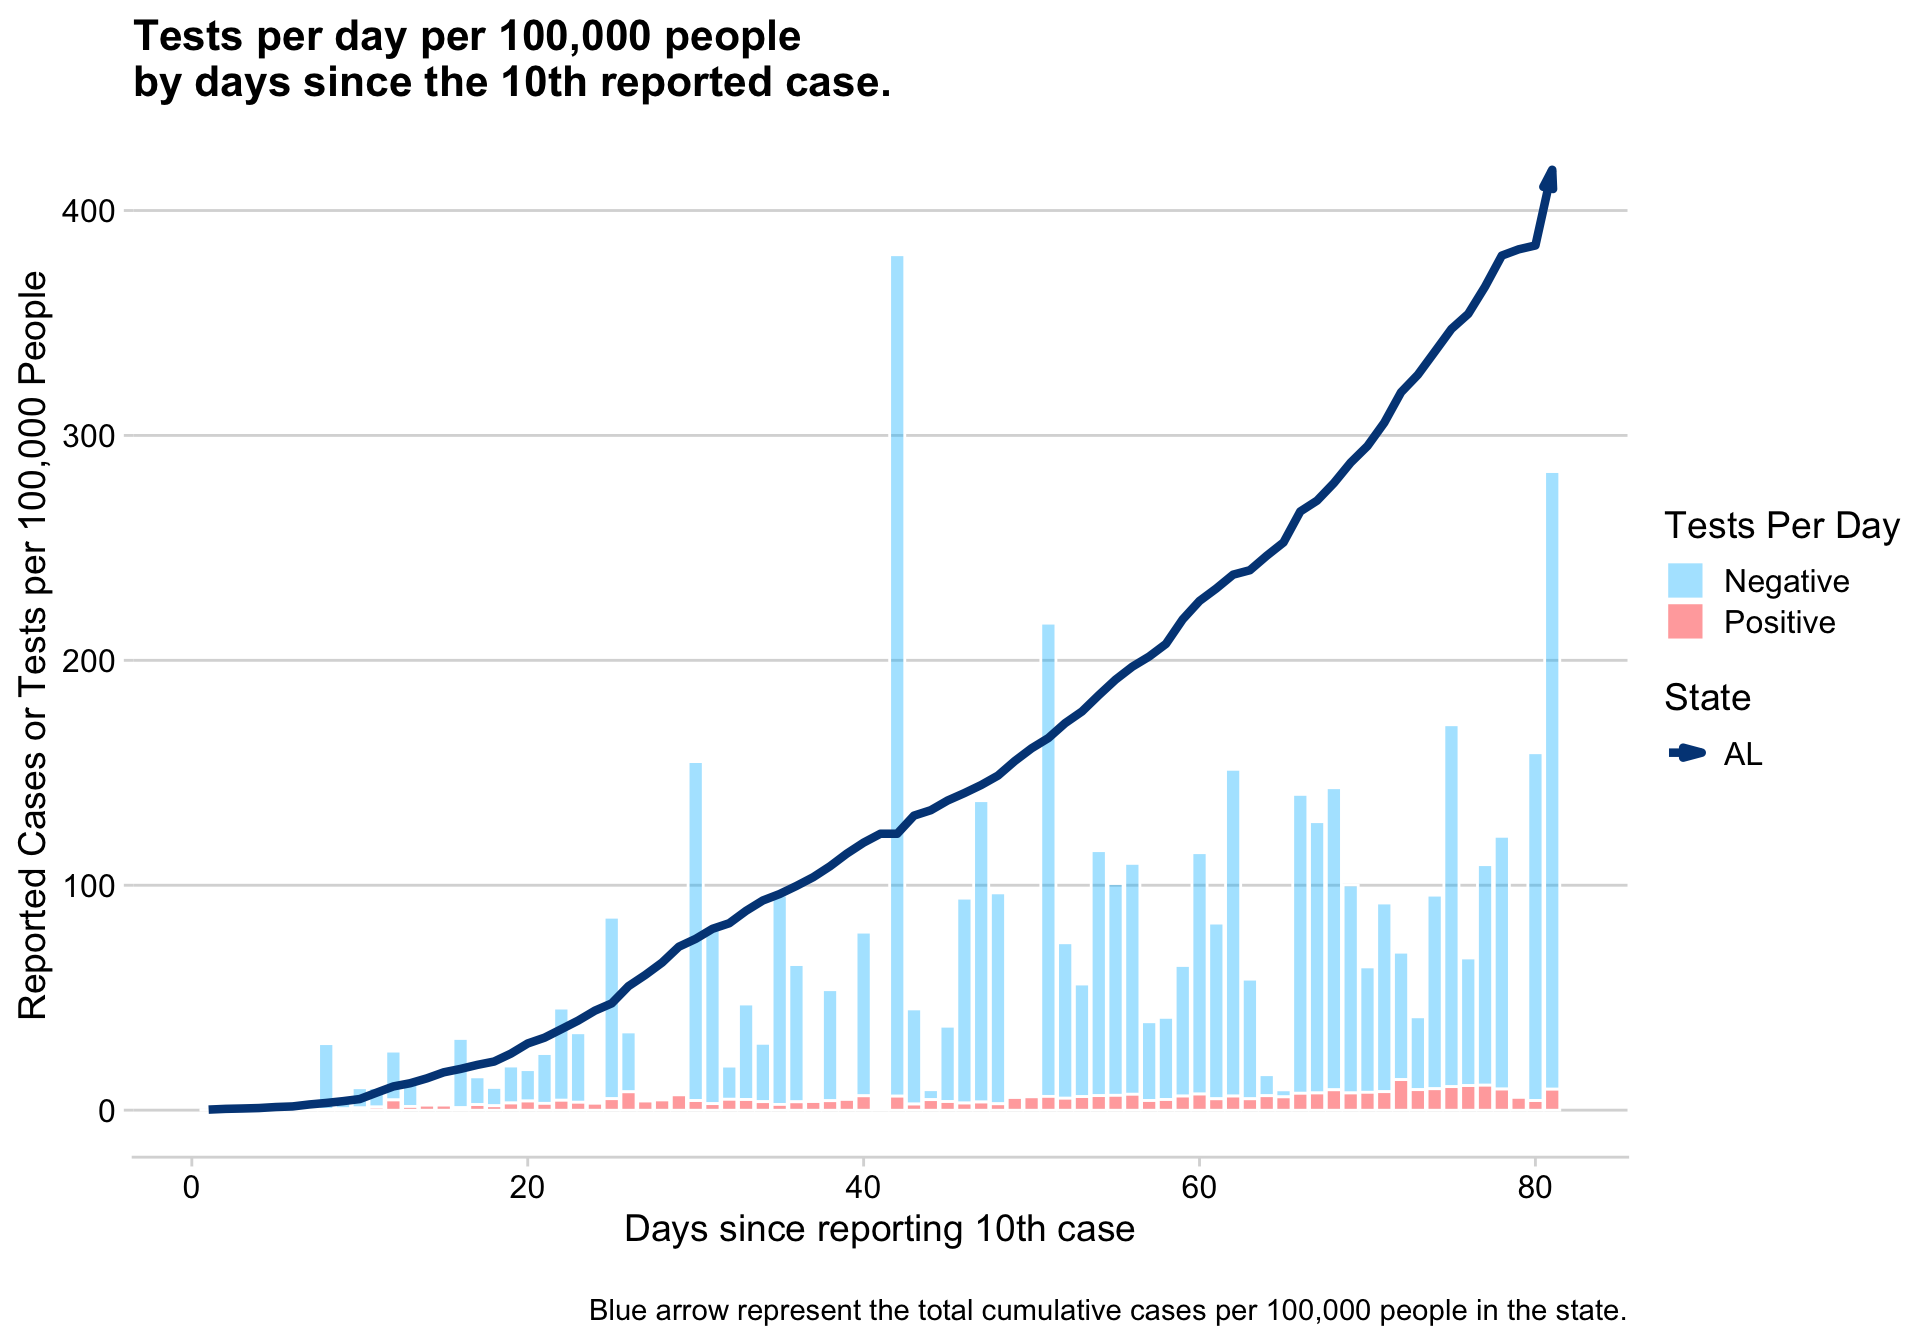 Tests per day per 100,000 people
by days since the 10th reported case.
Reported Cases or Tests per 100,000 People
400
300
200
100
0
0 20 40 60 80
Days since reporting 10th case
Tests Per Day
Negative
Positive
State
AL
Blue arrow represent the total cumulative cases per 100,000 people in the state.